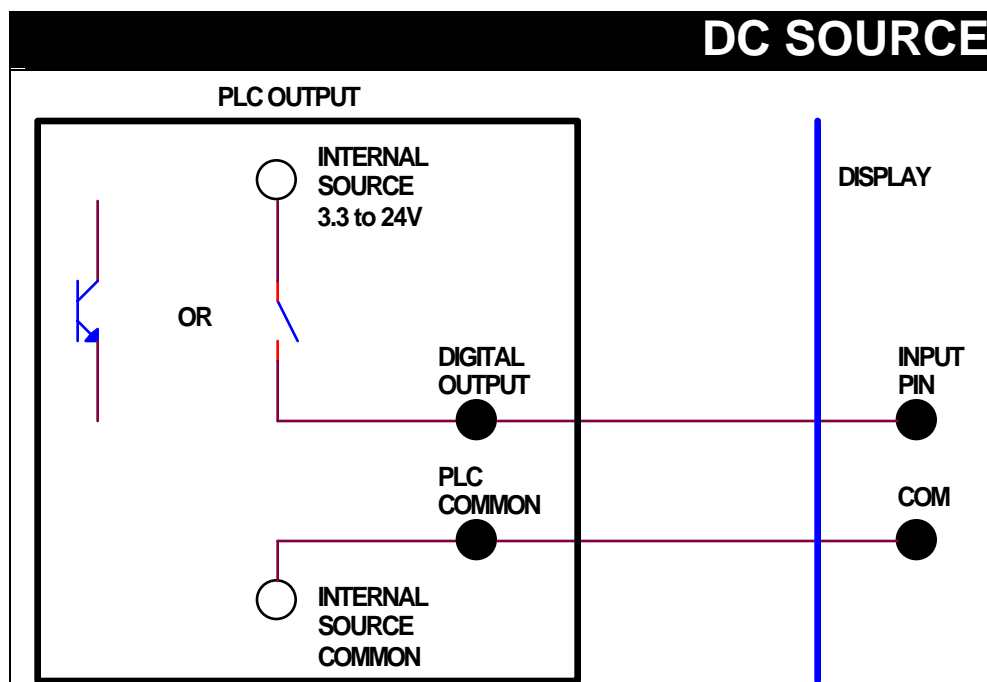 DC SOURCE
PLC OUTPUT
INTERNAL
SOURCE
3.3 to 24V
DISPLAY
OR
DIGITAL
OUTPUT
INPUT
PIN
PLC
COMMON
COM
INTERNAL
SOURCE
COMMON